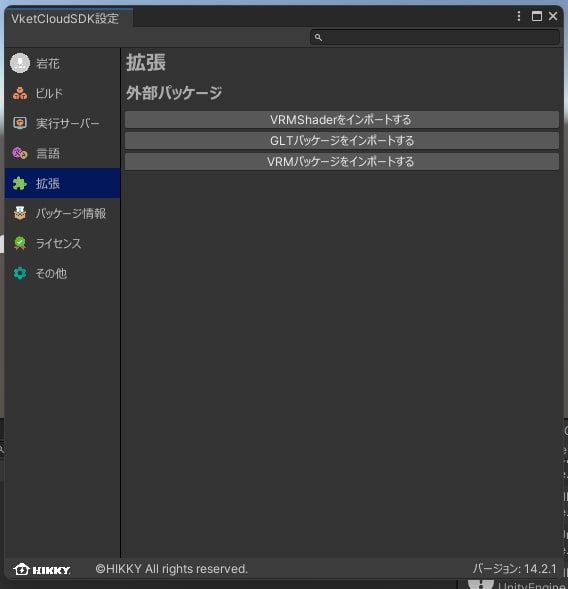 VketCloudSDK設定
岩花
ビルド
実行サーバー
言語
拡張
パッケージ情報
ライセンス
その他
拡張
外部パッケージ
VRMShaderをインポートする
GLTパッケージをインポートする
VRMパッケージをインポートする
HIKKY
©HIKKY All rights reserved.
バージョン: 14.2.1
UnityEngine